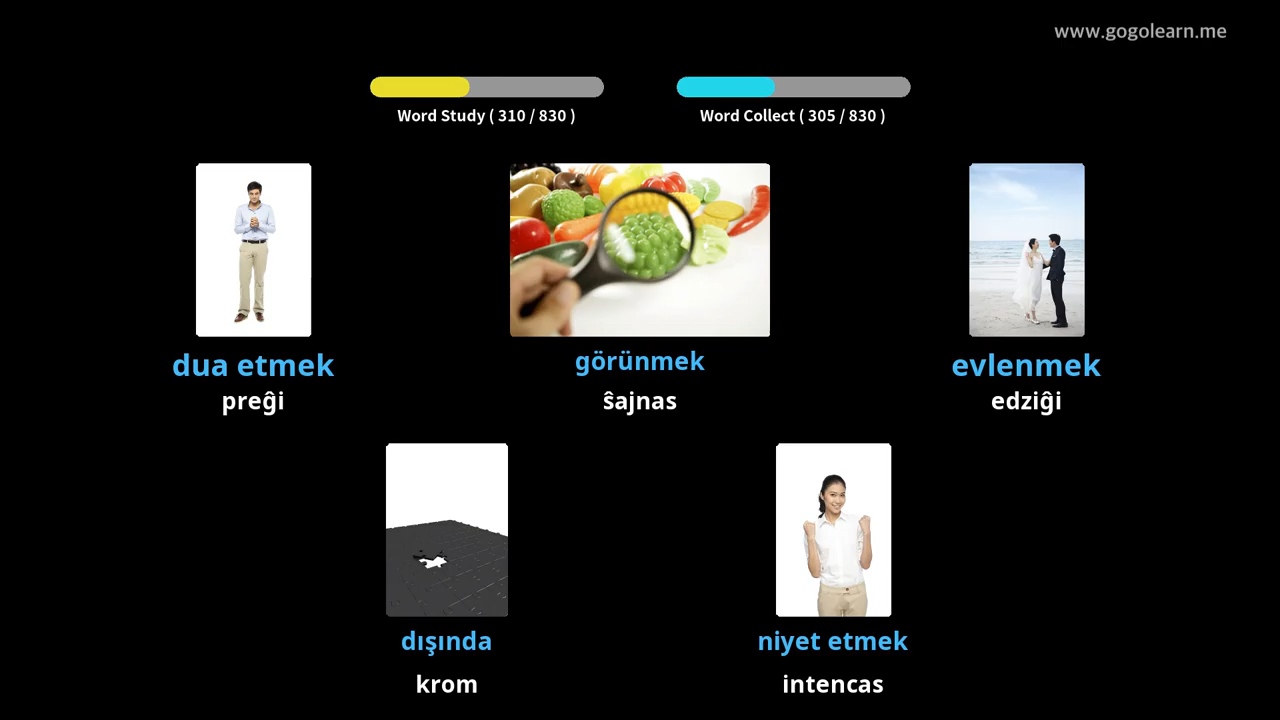 www.gogolearn.me
Word Study ( 310 / 830 )
Word Collect ( 305 / 830 )
dua etmek
preĝi
görünmek
ŝajnas
evlenmek
edziĝi
dışında
krom
niyet etmek
intencas